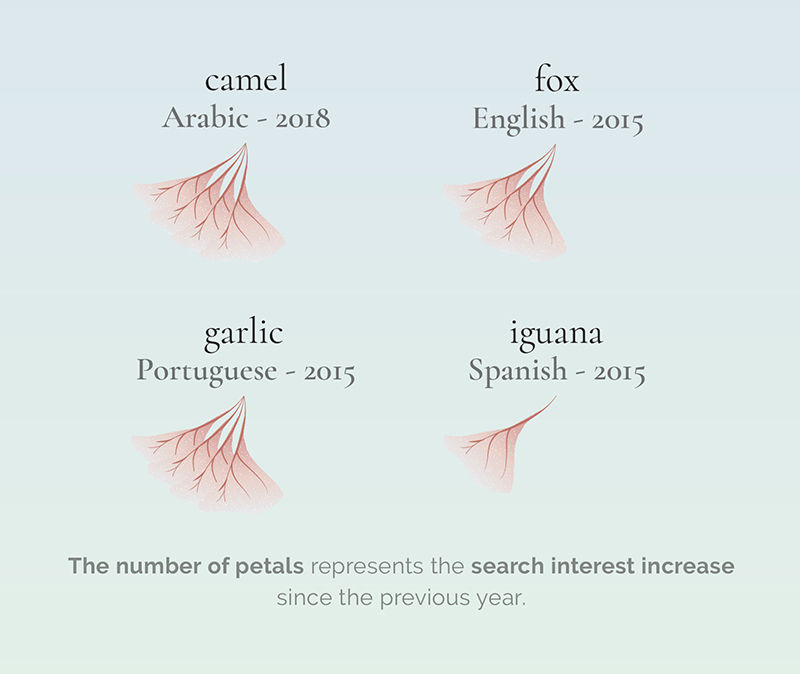 camel
Arabic - 2018
fox
English - 2015
garlic
Portuguese - 2015
iguana
Spanish - 2015
The number of petals represents the search interest increase
since the previous year.